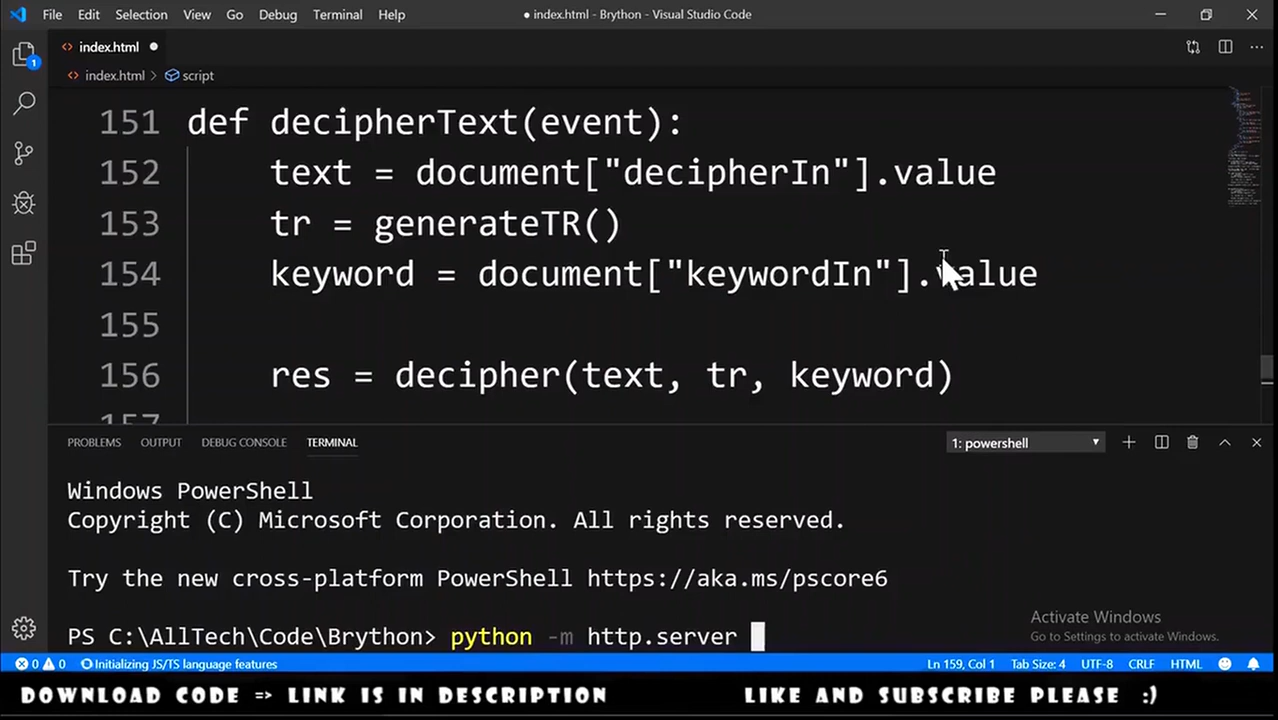 File Edit Selection View Go Debug Terminal Help
● index.html - Brython - Visual Studio Code
index.html ●
index.html > script
1
151 def decipherText(event):
152 text = document["decipherIn"].value
153 tr = generateTR()
154 keyword = document["keywordIn"].value
155
156 res = decipher(text, tr, keyword)
157
PROBLEMS OUTPUT DEBUG CONSOLE TERMINAL
1: powershell
Windows PowerShell
Copyright (C) Microsoft Corporation. All rights reserved.
Try the new cross-platform PowerShell https://aka.ms/pscore6
PS C:\AllTech\Code\Brython> python -m http.server
Activate Windows
Go to Settings to activate Windows.
0 0 Initializing JS/TS language features
Ln 159, Col 1 Tab Size: 4 UTF-8 CRLF HTML
DOWNLOAD CODE => LINK IS IN DESCRIPTION
LIKE AND SUBSCRIBE PLEASE :)